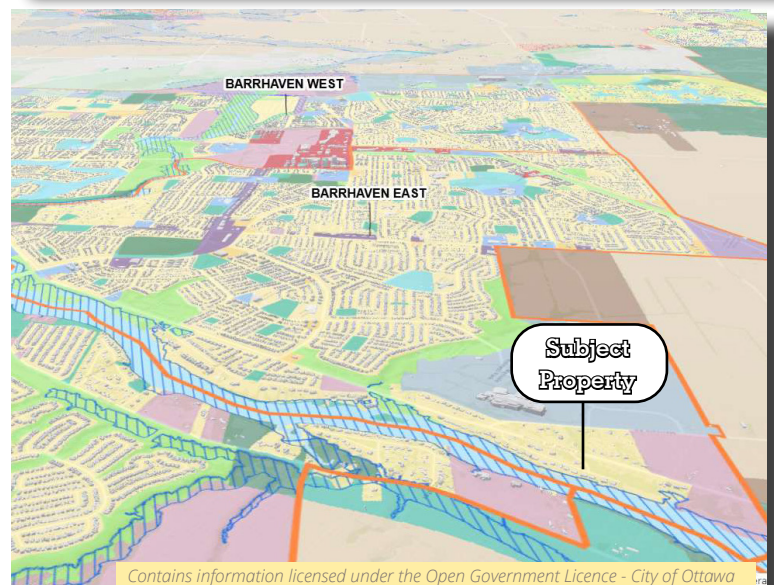 BARRHAVEN WEST
BARRHAVEN EAST
Subject
Property
Contains information licensed under the Open Government Licence - City of Ottawa